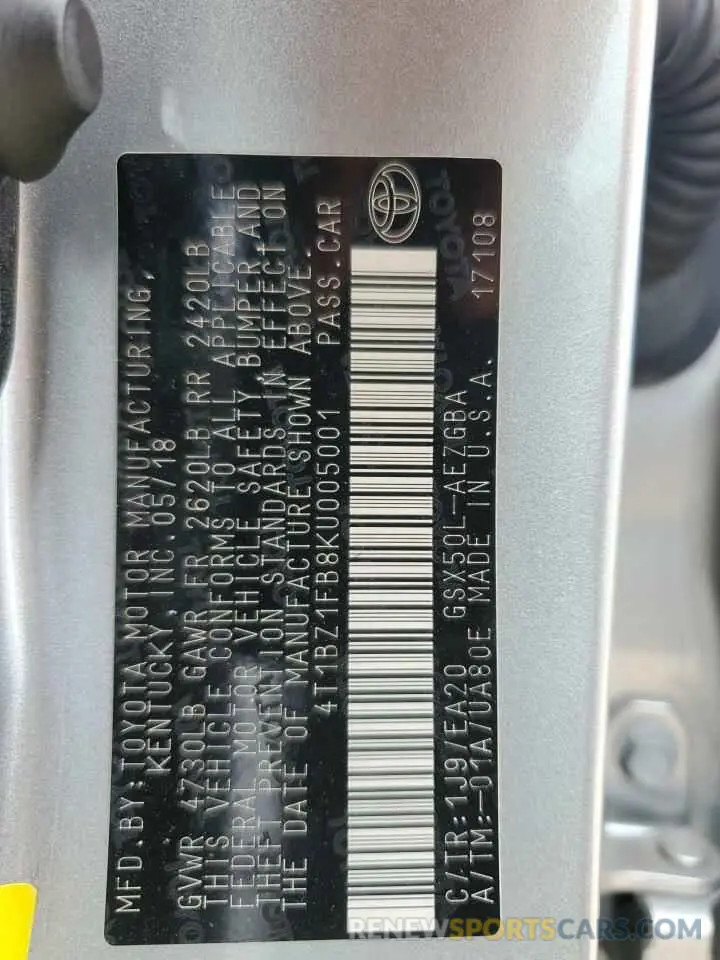 MFD.BY:TOYOTA MOTOR MANUFACTURING,
KENTUCKY, INC.05/18
GVWR 4730LB GAWR FR 2620LB RR 2420LB
THIS VEHICLE CONFORMS TO ALL APPLICABLE
FEDERAL MOTOR VEHICLE SAFETY BUMPER AND
THEFT PREVENTION STANDARDS IN EFFECT ON
THE DATE OF MANUFACTURE SHOWN ABOVE.
4T1BZ1FB8KU005001 PASS.CAR
C/TR:1J9/EA20 GSX50L-AEZGBA
A/TM:-01A/UA80E MADE IN U.S.A. 17108
RENEWSPORTSCARS.COM